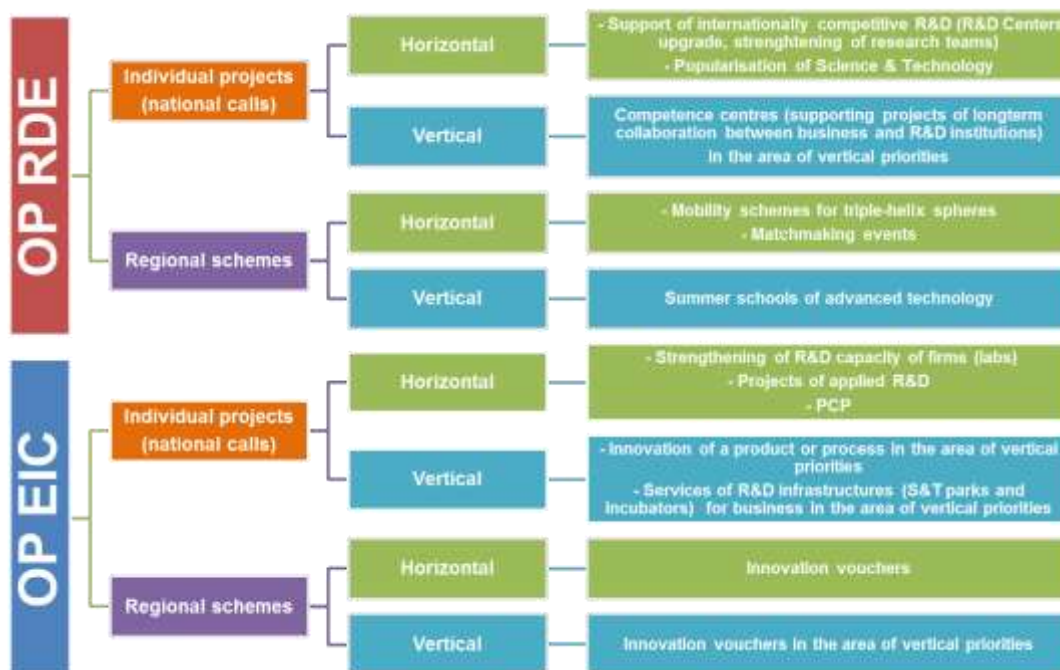 OP RDE
Individual projects
(national calls)
Horizontal
- Support of internationally competitive R&D (R&D Centers
upgrade, strenghtening of research teams)
- Pupularisation of Science & Technology
Vertical
Competence centres (supporting projects of longterm
collaboration between business and R&D institutions)
in the area of vertical priorities
Regional schemes
Horizontal
- Mobility schemes for triple-helix spheres
- Matchmaking events
Vertical
Summer schools of advanced technology
OP EIC
Individual projects
(national calls)
Horizontal
- Strengthening of R&D capacity of firms (labs)
- Projects of applied R&D
- PCP
Vertical
- Innovation of a product or process in the area of vertical
priorities
- Services of R&D infrastructures (S&T parks and
incubators) for business in the area of vertical priorities
Regional schemes
Horizontal
Innovation vouchers
Vertical
Innovation vouchers in the area of vertical priorities